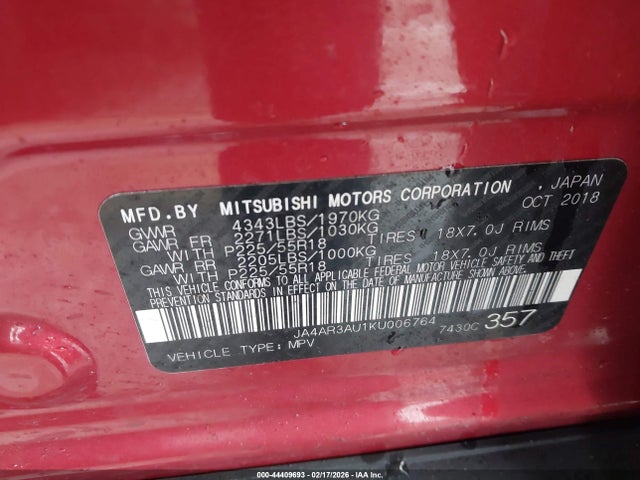 MFD.BY MITSUBISHI MOTORS CORPORATION , JAPAN
GVWR 4343LBS/1970KG OCT 2018
GAWR FR 2271LBS/1030KG
WITH P225/55R18 TIRES 18X7.0J RIMS
GAWR RR 2205LBS/1000KG
WITH P225/55R18 TIRES 18X7.0J RIMS
THIS VEHICLE CONFORMS TO ALL APPLICABLE FEDERAL MOTOR VEHICLE SAFETY AND THEFT
PREVENTION STANDARDS IN EFFECT ON THE DATE OF MANUFACTURE SHOWN ABOVE.
JA4AR3AU1KU006764 7430C 357
VEHICLE TYPE: MPV
000-44409693 - 02/17/2026 - IAA Inc.